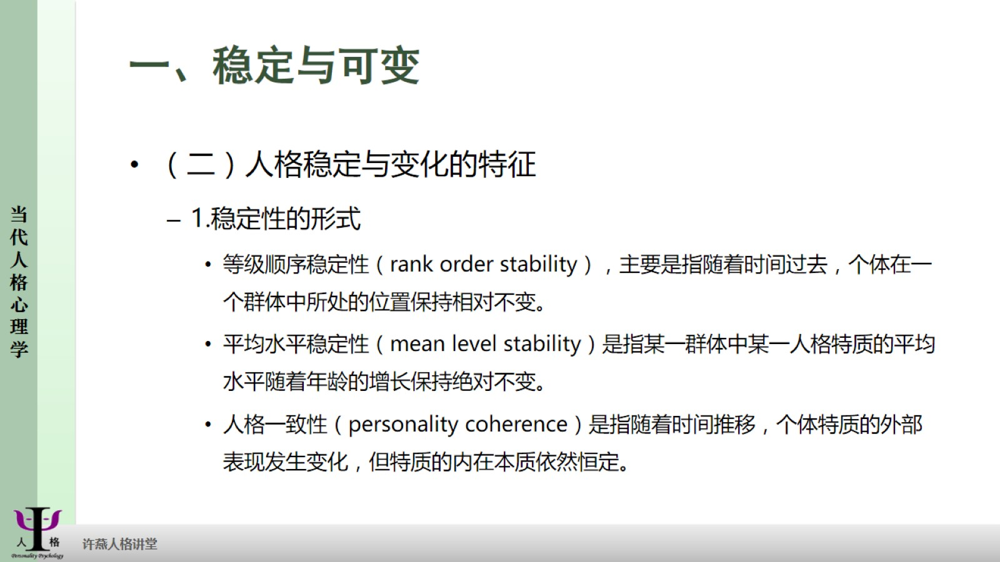 一、稳定与可变
• （二）人格稳定与变化的特征
– 1.稳定性的形式
• 等级顺序稳定性（rank order stability），主要是指随着时间过去，个体在一
个群体中所处的位置保持相对不变。
• 平均水平稳定性（mean level stability）是指某一群体中某一人格特质的平均
水平随着年龄的增长保持绝对不变。
• 人格一致性（personality coherence）是指随着时间推移，个体特质的外部
表现发生变化，但特质的内在本质依然恒定。
当代人格心理学
人 格
Personality Psychology
许燕人格讲堂